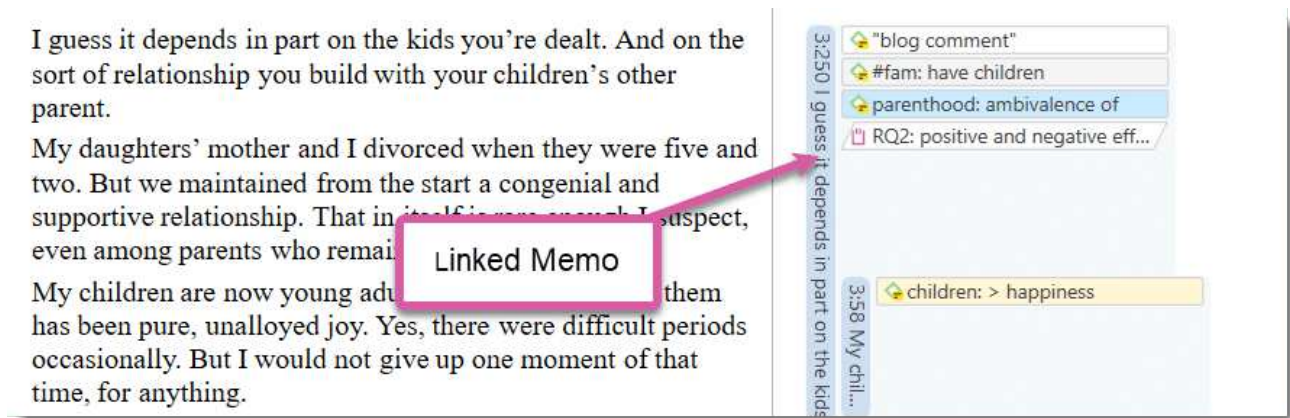 I guess it depends in part on the kids you’re dealt. And on the
sort of relationship you build with your children’s other
parent.
My daughters’ mother and I divorced when they were five and
two. But we maintained from the start a congenial and
supportive relationship. That in itself is rare enough I suspect,
even among parents who remai
My children are now young adu them
has been pure, unalloyed joy. Yes, there were difficult periods
occasionally. But I would not give up one moment of that
time, for anything.
Linked Memo
3:250 I guess it depends in part on the kids
"blog comment"
#fam: have children
parenthood: ambivalence of
RQ2: positive and negative eff...
3:58 My chil...
children: > happiness